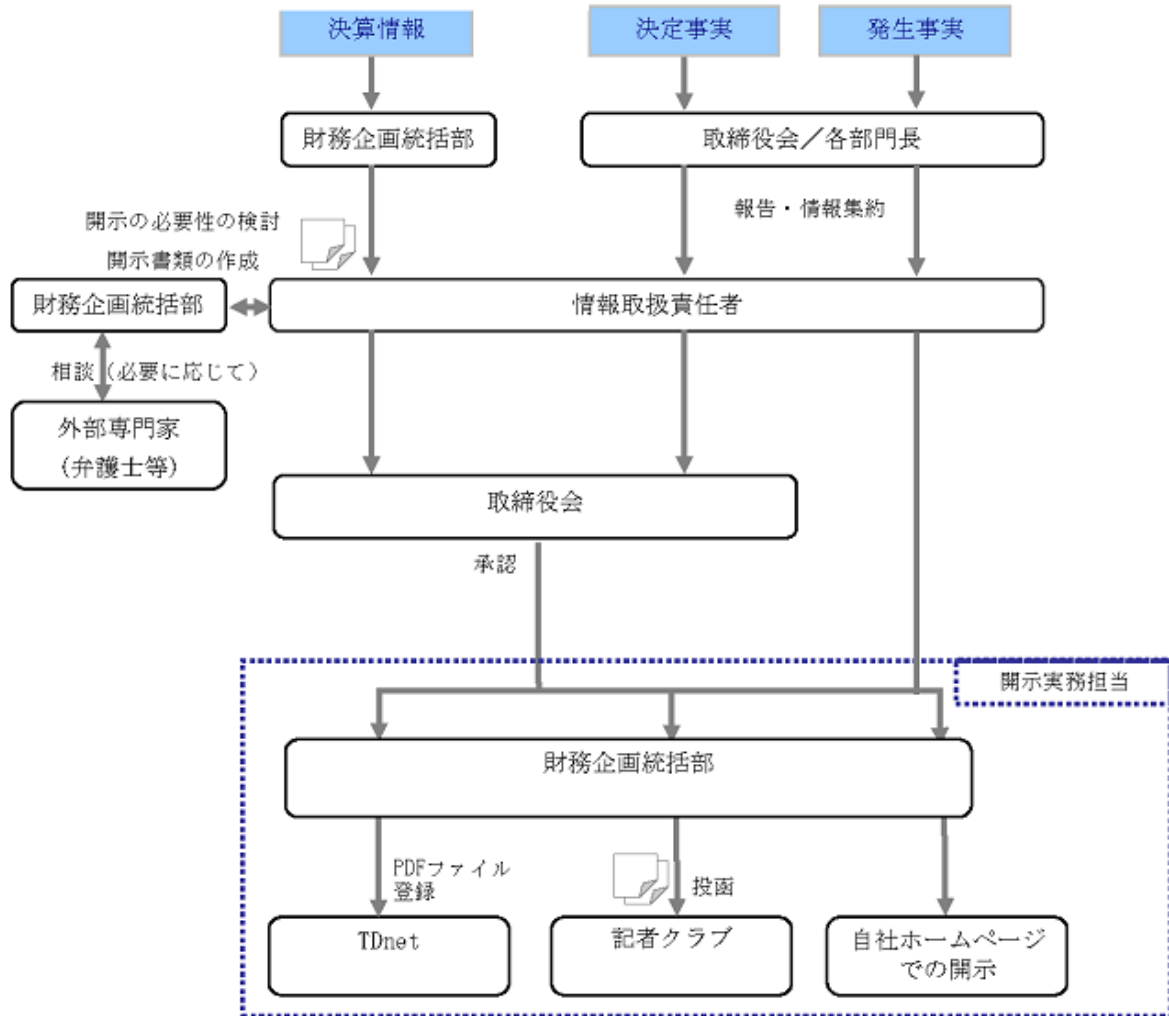 決算情報
決定事実
発生事実
財務企画統括部
取締役会／各部門長
報告・情報集約
開示の必要性の検討
開示書類の作成
財務企画統括部
情報取扱責任者
相談（必要に応じて）
外部専門家
(弁護士等)
取締役会
承認
開示実務担当
財務企画統括部
PDFファイル
登録
投函
TDnet
記者クラブ
自社ホームページ
での開示